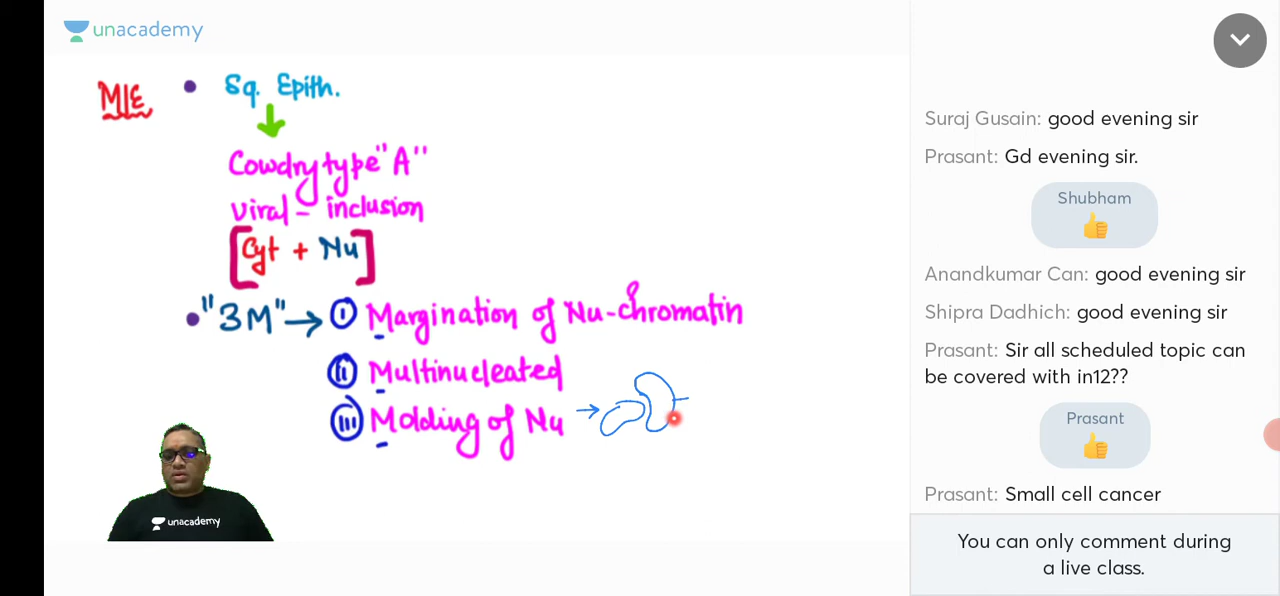 unacademy
M/E • Sq. Epith.
Cowdry type "A"
Viral - inclusion
[Cyt + Nu]
• "3M" → (i) Margination of Nu-chromatin
(ii) Multinucleated
(iii) Molding of Nu →
unacademy
Suraj Gusain: good evening sir
Prasant: Gd evening sir.
Shubham
Anandkumar Can: good evening sir
Shipra Dadhich: good evening sir
Prasant: Sir all scheduled topic can
be covered with in12??
Prasant
Prasant: Small cell cancer
You can only comment during
a live class.